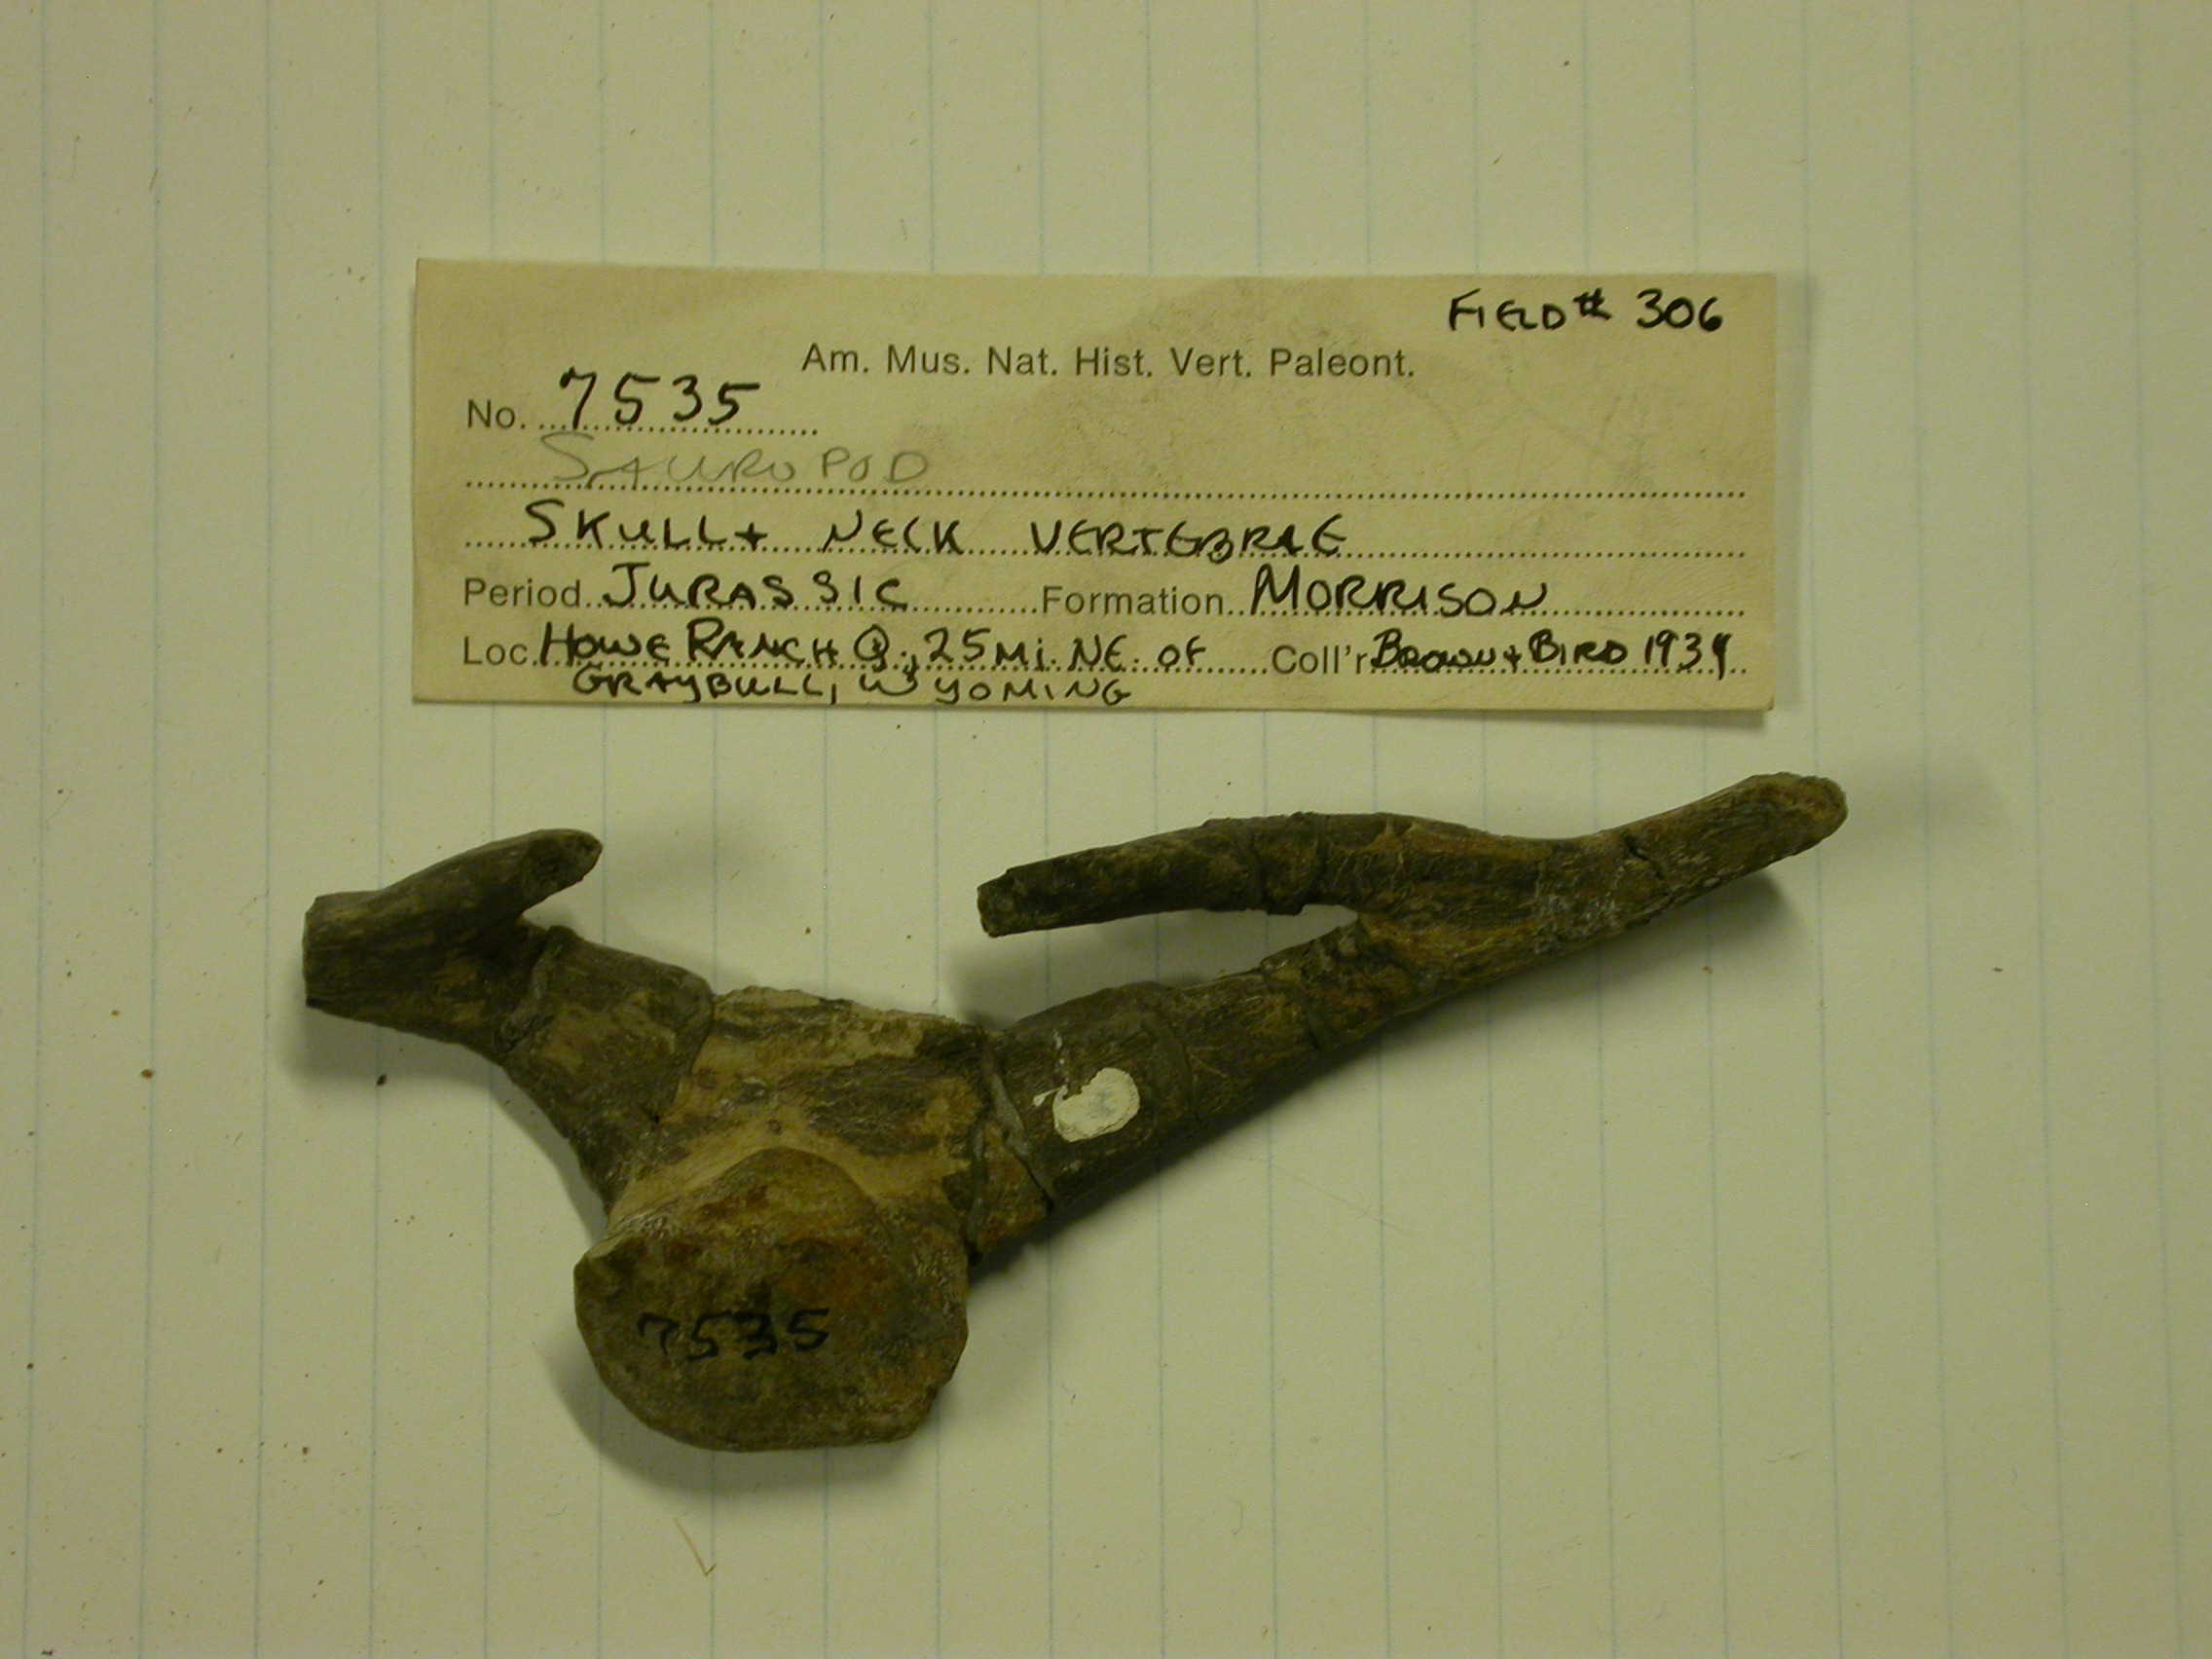 FIELD # 306
Am. Mus. Nat. Hist. Vert. Paleont.
No. 7535
SAUROPOD
SKULL + NECK VERTEBRAE
Period JURASSIC Formation MORRISON
Loc. HOWE RANCH Q., 25 MI. NE. OF Coll'r BROWN + BIRD 1934
GRAYBULL, WYOMING
7535